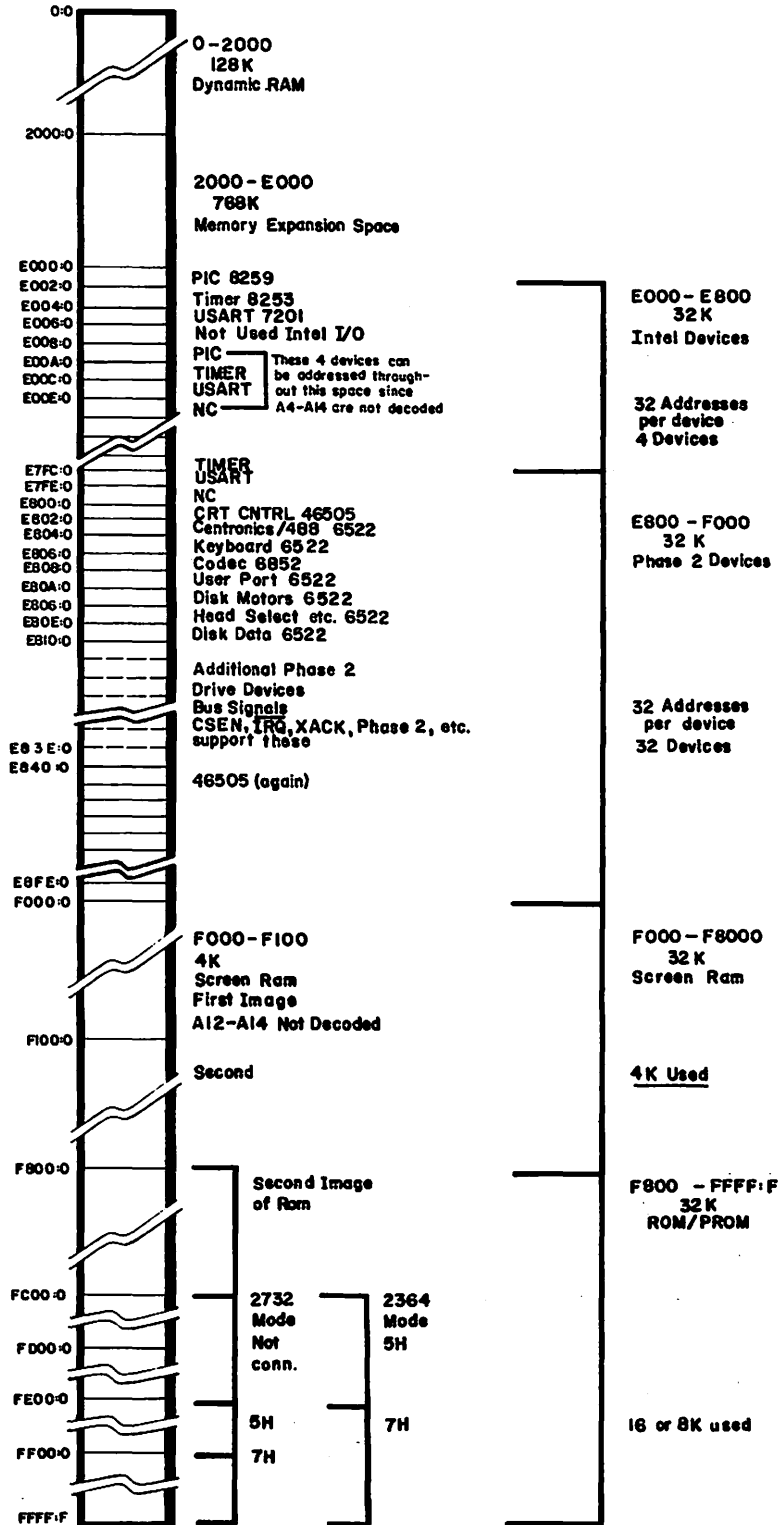 0:0
0-2000
128K
Dynamic RAM
2000:0
2000-E000
768K
Memory Expansion Space
E000:0
E002:0
E004:0
E006:0
E008:0
E00A:0
E00C:0
E00E:0
PIC 8259
Timer 8253
USART 7201
Not Used Intel I/O
PIC
TIMER
USART
NC
These 4 devices can
be addressed through-
out this space since
A4-A14 are not decoded
E000-E800
32K
Intel Devices
32 Addresses
per device
4 Devices
E7FC:0
E7FE:0
E800:0
E802:0
E804:0
E806:0
E808:0
E80A:0
E806:0
E80E:0
E810:0
TIMER
USART
NC
CRT CNTRL 46505
Centronics/488 6522
Keyboard 6522
Codec 6852
User Port 6522
Disk Motors 6522
Head Select etc. 6522
Disk Data 6522
E800-F000
32 K
Phase 2 Devices
Additional Phase 2
Drive Devices
Bus Signals
CSEN, IRQ, XACK, Phase 2, etc.
support these
32 Addresses
per device
32 Devices
E83E:0
E840:0
46505 (again)
E8FE:0
F000:0
F000-F100
4K
Screen Ram
First Image
A12-A14 Not Decoded
F000-F8000
32K
Screen Ram
F100:0
Second
4K Used
F800:0
Second Image
of Rom
F800 -FFFF:F
32K
ROM/PROM
FC00:0
FD00:0
FE00:0
FF00:0
FFFF:F
2732
Mode
Not
conn.
5H
7H
2364
Mode
5H
7H
16 or 8K used